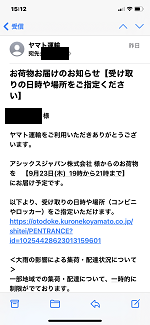 15:12
受信
ヤマト運輸
昨日
宛先:
お荷物お届けのお知らせ【受け
取りの日時や場所をご指定くだ
さい】
様
ヤマト運輸をご利用いただきありがとうござ
います。
アシックスジャパン株式会社 様からのお荷物
を 【9月23日(木) 19時から21時まで】
にお届け予定です。
以下より、受け取りの日時や場所（コンビニ
やロッカー）をご指定いただけます。
https://otodoke.kuronekoyamato.co.jp/
shitei/PENTRANCE?
id=10254428623013159601
＜大雨の影響による集荷・配達状況について
＞
一部地域での集荷・配達について、一時的に
制限がでております。